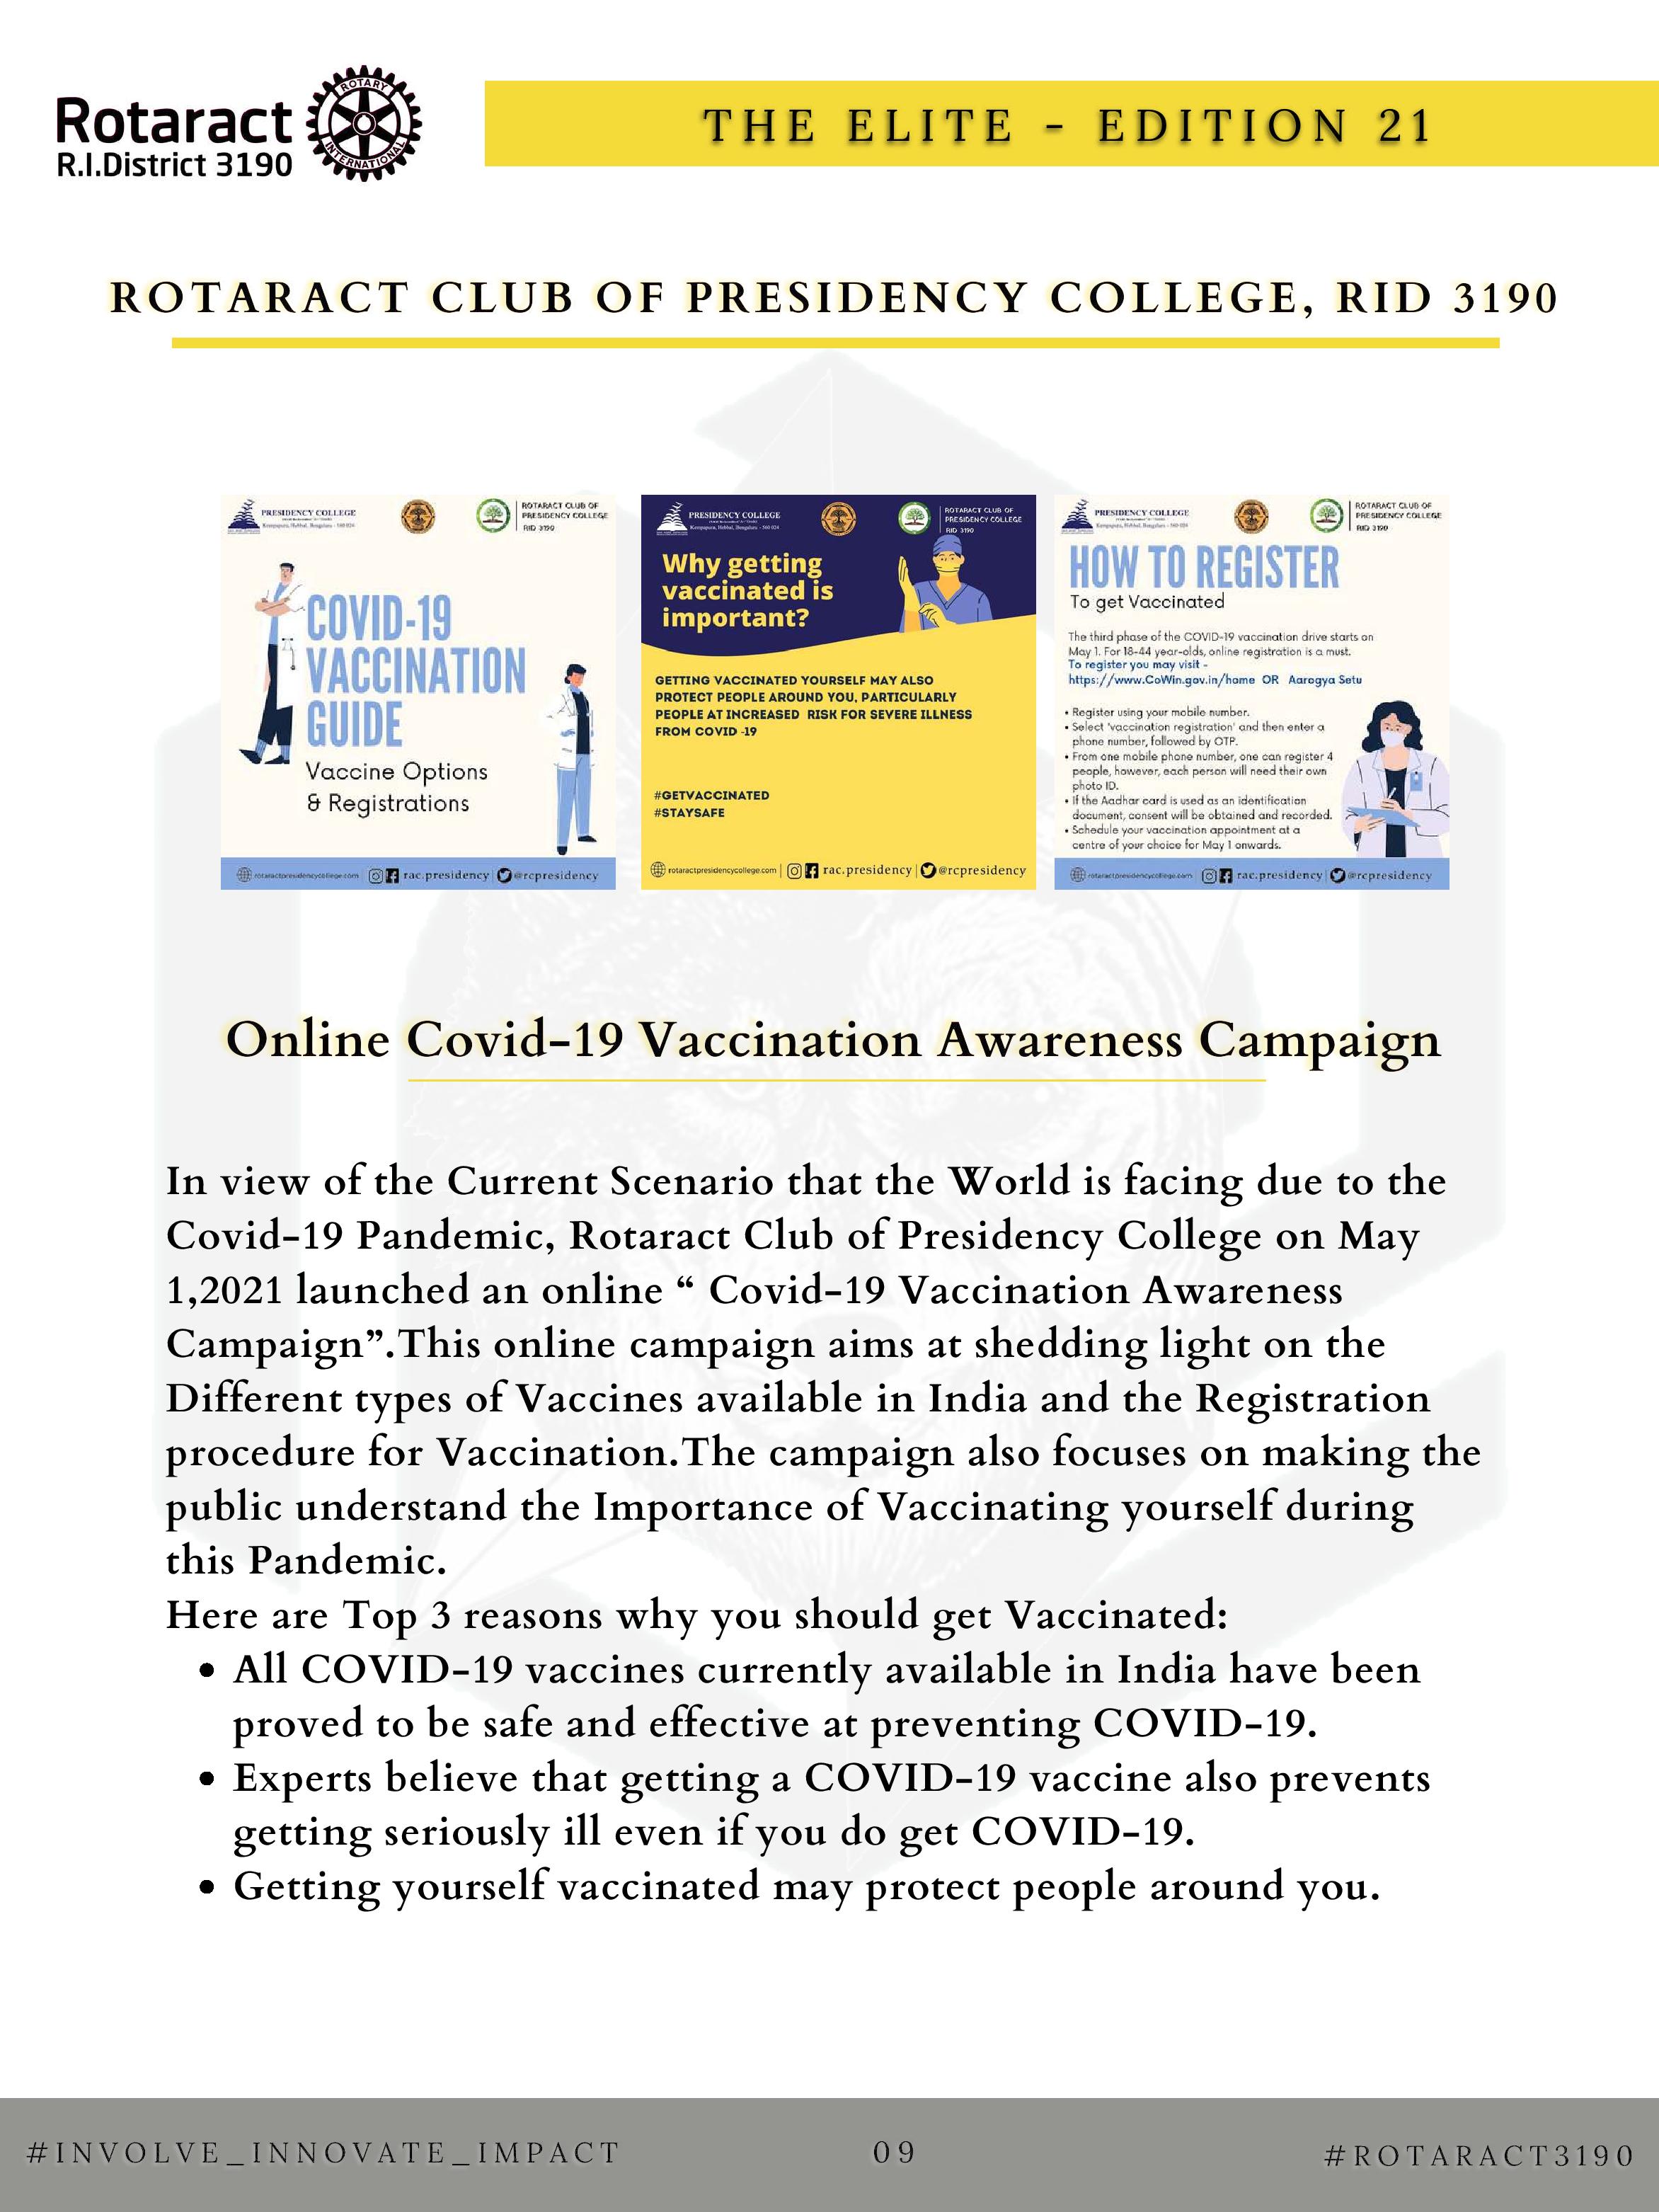 Rotaract
R.I.District 3190
ROTARY
INTERNATIONAL
THE ELITE - EDITION 21
ROTARACT CLUB OF PRESIDENCY COLLEGE, RID 3190
PRESIDENCY COLLEGE
Kempapura, Hebbal, Bengaluru - 560 024
ROTARACT CLUB OF
PRESIDENCY COLLEGE
RID 3190
COVID-19
VACCINATION
GUIDE
Vaccine Options
& Registrations
rotaractpresidencycollege.com | rac.presidency | @rcpresidency
PRESIDENCY COLLEGE
Kempapura, Hebbal, Bengaluru - 560 024
ROTARACT CLUB OF
PRESIDENCY COLLEGE
RID 3190
Why getting
vaccinated is
important?
GETTING VACCINATED YOURSELF MAY ALSO
PROTECT PEOPLE AROUND YOU, PARTICULARLY
PEOPLE AT INCREASED RISK FOR SEVERE ILLNESS
FROM COVID -19
#GETVACCINATED
#STAYSAFE
rotaractpresidencycollege.com | rac.presidency | @rcpresidency
PRESIDENCY COLLEGE
Kempapura, Hebbal, Bengaluru - 560 024
ROTARACT CLUB OF
PRESIDENCY COLLEGE
RID 3190
HOW TO REGISTER
To get Vaccinated
The third phase of the COVID-19 vaccination drive starts on
May 1. For 18-44 year-olds, online registration is a must.
To register you may visit -
https://www.CoWin.gov.in/home OR Aarogya Setu
• Register using your mobile number.
• Select 'vaccination registration' and then enter a
phone number, followed by OTP.
• From one mobile phone number, one can register 4
people, however, each person will need their own
photo ID.
• If the Aadhar card is used as an identification
document, consent will be obtained and recorded.
• Schedule your vaccination appointment at a
centre of your choice for May 1 onwards.
rotaractpresidencycollege.com | rac.presidency | @rcpresidency
Online Covid-19 Vaccination Awareness Campaign
In view of the Current Scenario that the World is facing due to the
Covid-19 Pandemic, Rotaract Club of Presidency College on May
1,2021 launched an online “ Covid-19 Vaccination Awareness
Campaign”.This online campaign aims at shedding light on the
Different types of Vaccines available in India and the Registration
procedure for Vaccination.The campaign also focuses on making the
public understand the Importance of Vaccinating yourself during
this Pandemic.
Here are Top 3 reasons why you should get Vaccinated:
• All COVID-19 vaccines currently available in India have been
proved to be safe and effective at preventing COVID-19.
• Experts believe that getting a COVID-19 vaccine also prevents
getting seriously ill even if you do get COVID-19.
• Getting yourself vaccinated may protect people around you.
#INVOLVE_INNOVATE_IMPACT
09
#ROTARACT3190